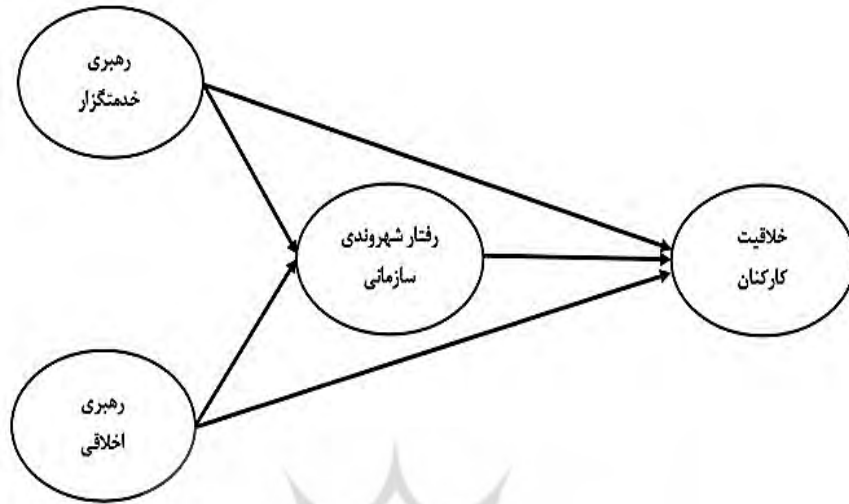 رهبری
خدمتگزار
رفتار شهروندی
سازمانی
خلاقیت
کارکنان
رهبری
اخلاقی